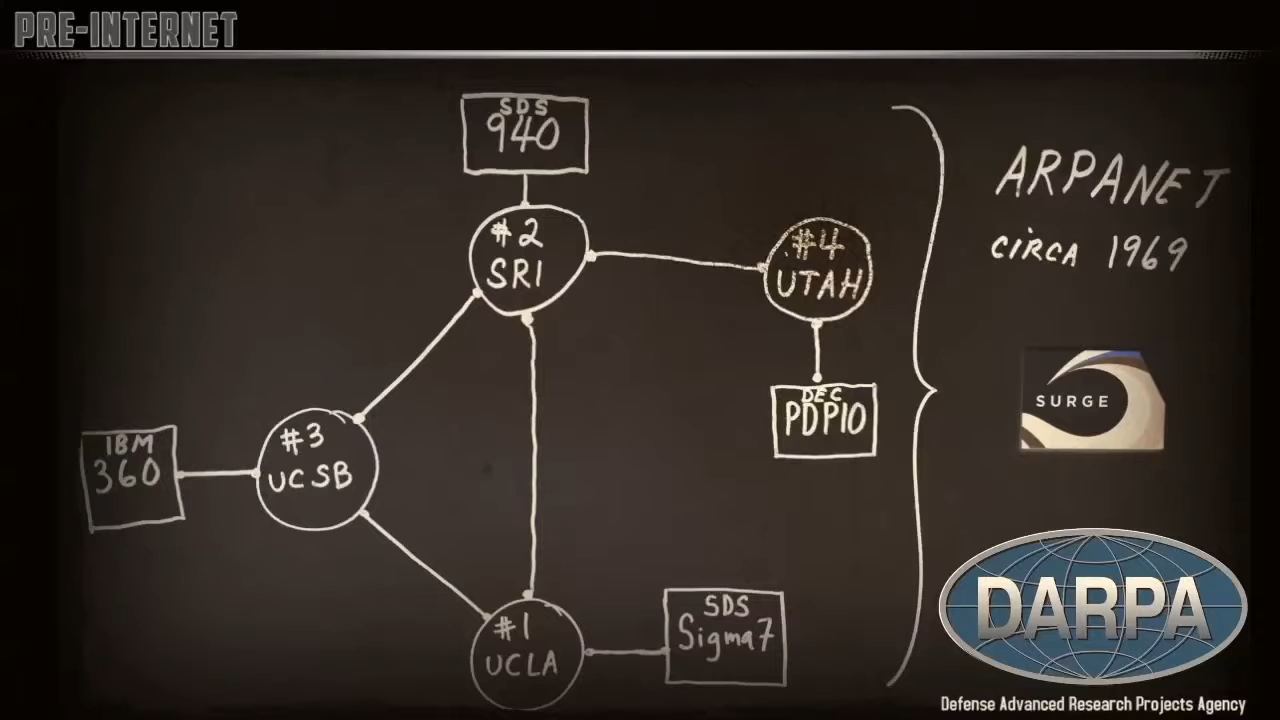 PRE-INTERNET
SDS
940
#2
SRI
#4
UTAH
DEC
PDP10
#3
UCSB
IBM
360
#1
UCLA
SDS
Sigma7
ARPANET
CIRCA 1969
SURGE
DARPA
Defense Advanced Research Projects Agency